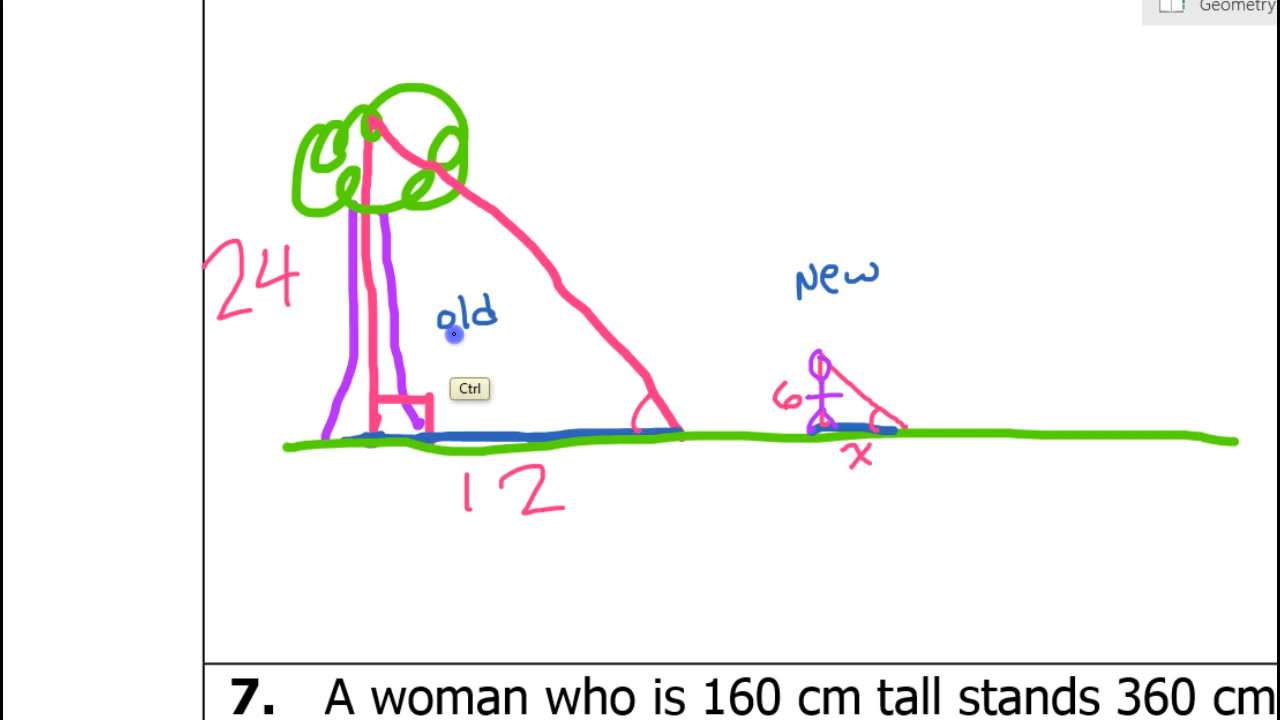 Geometry
24
old
New
Ctrl
6
x
12
7. A woman who is 160 cm tall stands 360 cm